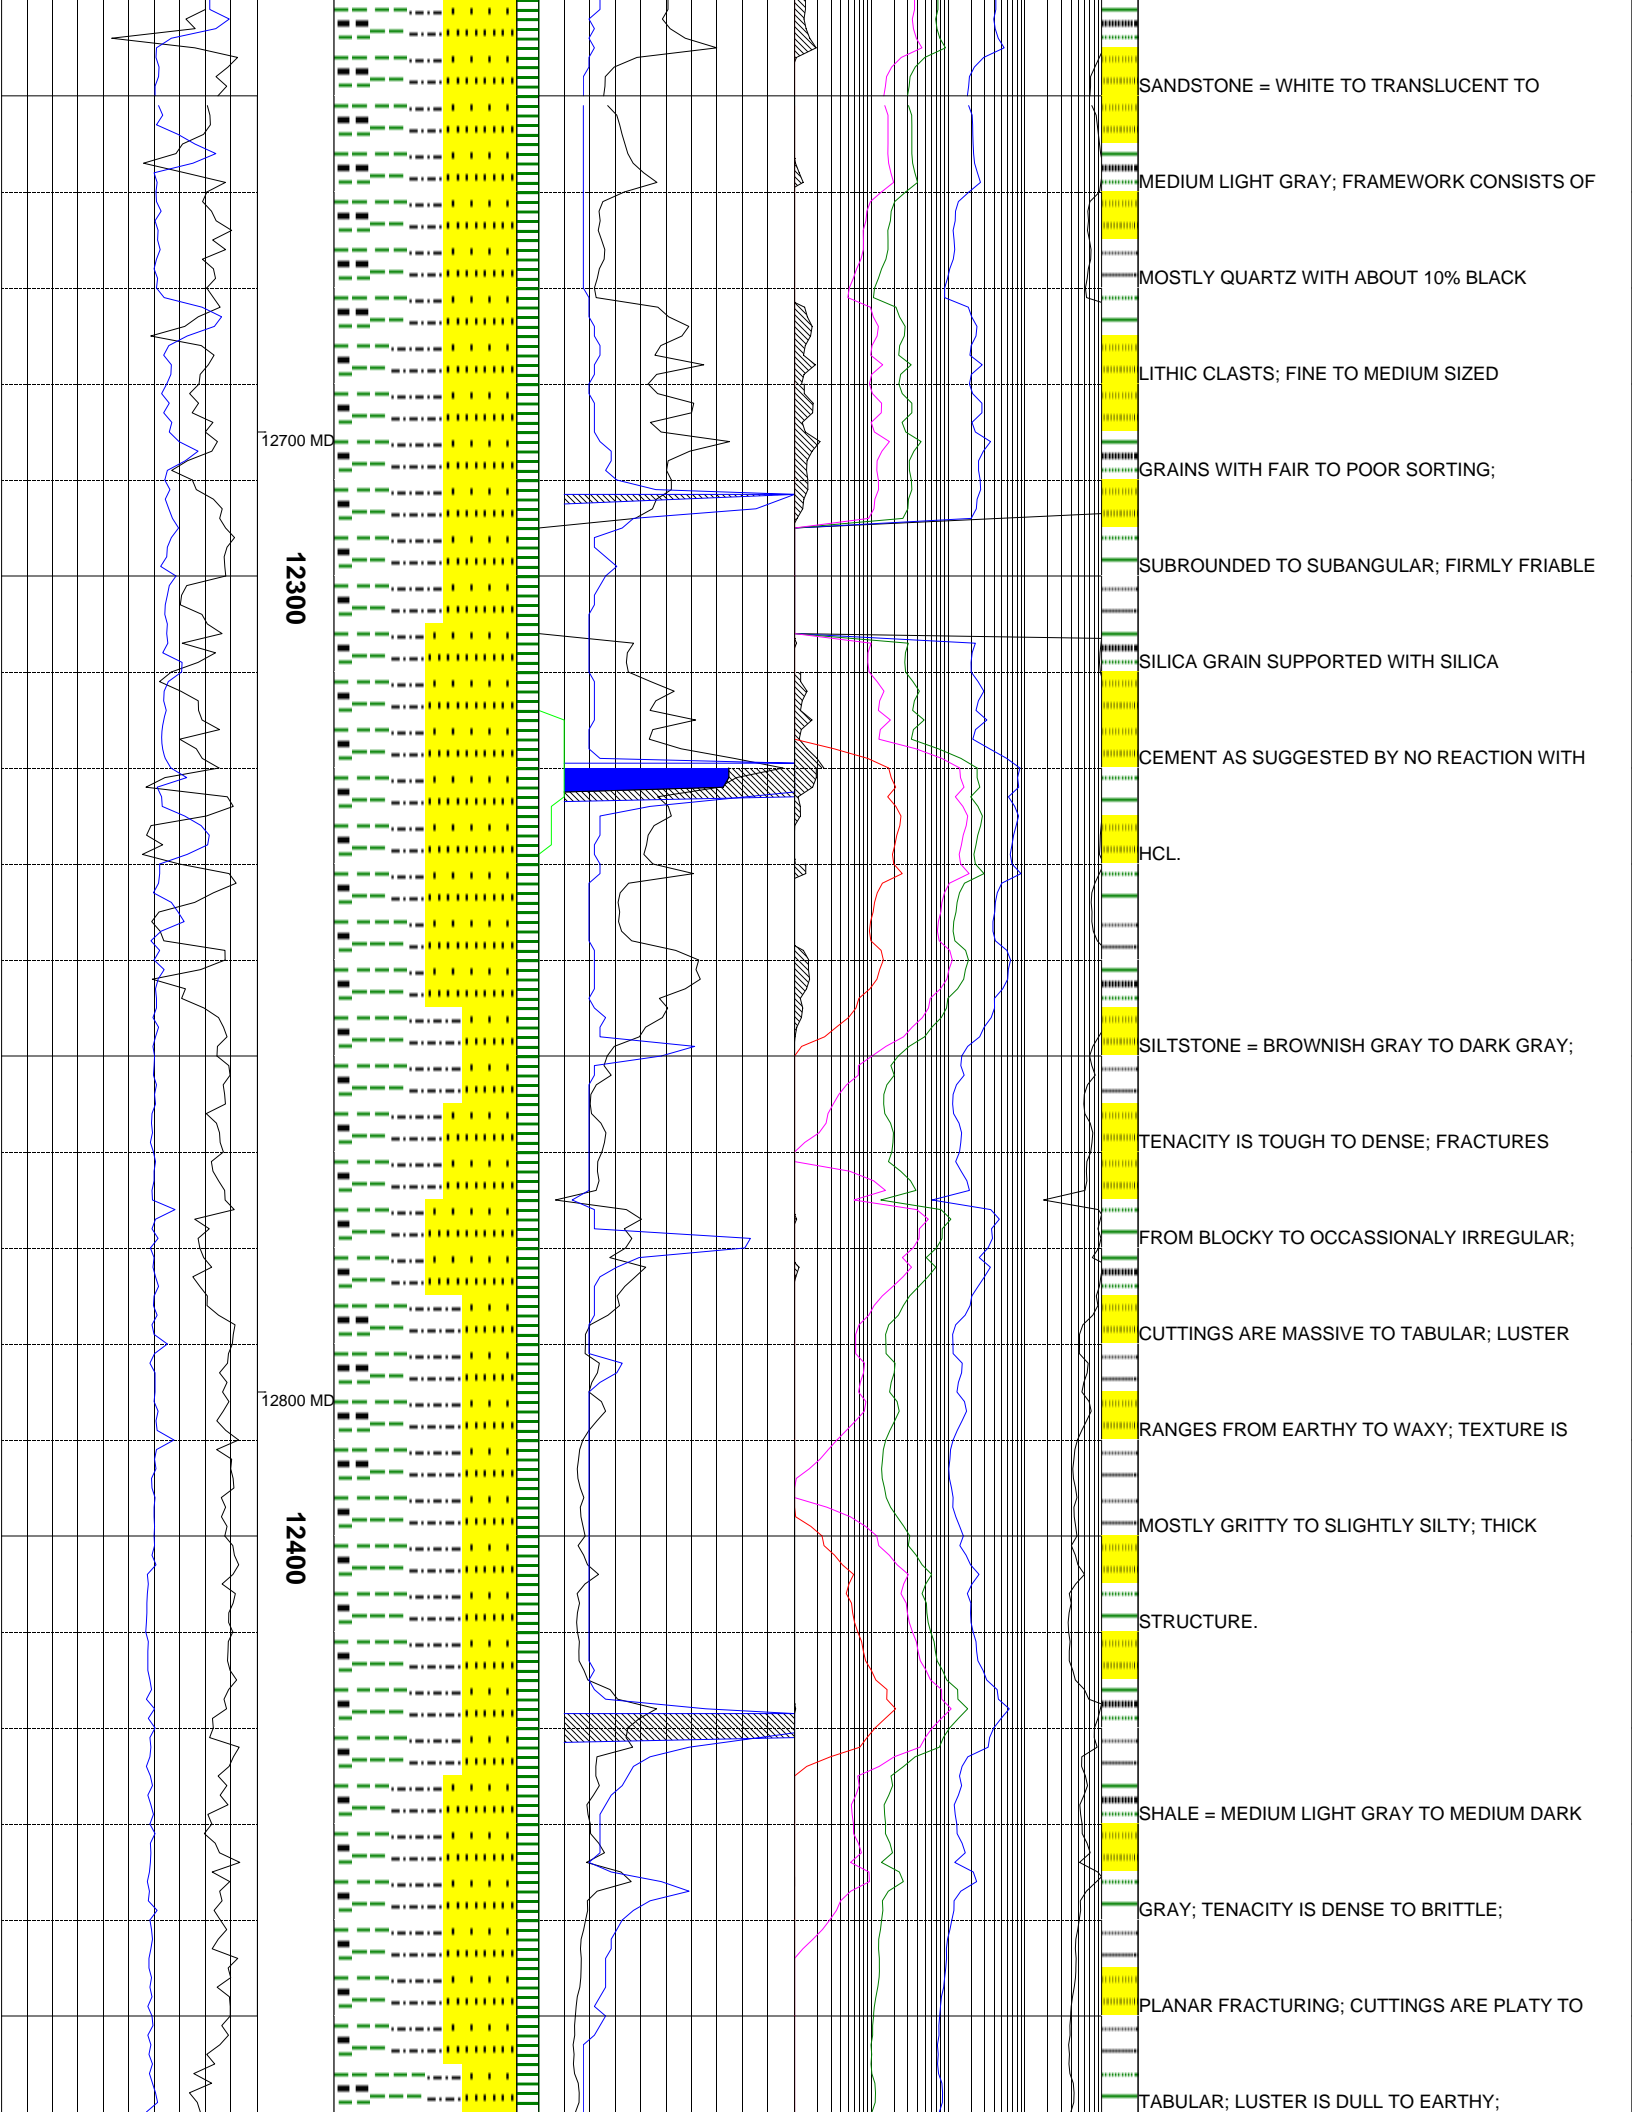 SANDSTONE = WHITE TO TRANSLUCENT TO
MEDIUM LIGHT GRAY; FRAMEWORK CONSISTS OF
MOSTLY QUARTZ WITH ABOUT 10% BLACK
LITHIC CLASTS; FINE TO MEDIUM SIZED
12700 MD
GRAINS WITH FAIR TO POOR SORTING;
12300
SUBROUNDED TO SUBANGULAR; FIRMLY FRIABLE
SILICA GRAIN SUPPORTED WITH SILICA
CEMENT AS SUGGESTED BY NO REACTION WITH
HCL.
SILTSTONE = BROWNISH GRAY TO DARK GRAY;
TENACITY IS TOUGH TO DENSE; FRACTURES
FROM BLOCKY TO OCCASSIONALY IRREGULAR;
CUTTINGS ARE MASSIVE TO TABULAR; LUSTER
12800 MD
RANGES FROM EARTHY TO WAXY; TEXTURE IS
12400
MOSTLY GRITTY TO SLIGHTLY SILTY; THICK
STRUCTURE.
SHALE = MEDIUM LIGHT GRAY TO MEDIUM DARK
GRAY; TENACITY IS DENSE TO BRITTLE;
PLANAR FRACTURING; CUTTINGS ARE PLATY TO
TABULAR; LUSTER IS DULL TO EARTHY;